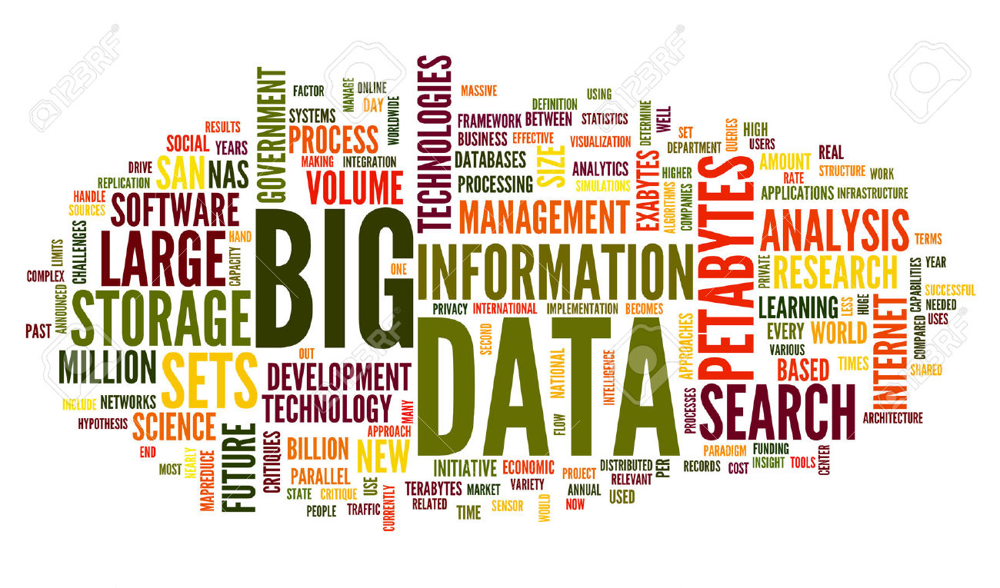 123RF
123RF
123RF
123RF
RESULTS
SOCIAL
YEARS
DRIVE
SAN
NAS
REPLICATION
HANDLE
SOURCES
SOFTWARE
CHALLENGES
LIMITS
LARGE
HAND
CAPACITY
COMPLEX
ANNOUNCED
STORAGE
PAST
MILLION
SETS
INCLUDE
NETWORKS
HYPOTHESIS
SCIENCE
END
MOST
NEARLY
MAPREDUCE
FUTURE
GOVERNMENT
FACTOR
MANAGE
ONLINE
DAY
SYSTEMS
WORLDWIDE
PROCESS
MAKING
INTEGRATION
VOLUME
BIG
ONE
OUT
DEVELOPMENT
TECHNOLOGY
MANY
APPROACH
CRITIQUES
BILLION
NEW
PARALLEL
STATE
CRITIQUE
USE
PEOPLE
TRAFFIC
CURRENTLY
TECHNOLOGIES
MASSIVE
USING
DEFINITION
FRAMEWORK
BETWEEN
STATISTICS
BUSINESS
EFFECTIVE
VISUALIZATION
DATABASES
SIZE
ANALYTICS
PROCESSING
SIMULATIONS
MANAGEMENT
DETERMINE
WELL
SET
DEPARTMENT
QUERIES
EXABYTES
HIGHER
ALGORITHMS
COMPANIES
INFORMATION
PRIVACY
INTERNATIONAL
IMPLEMENTATION
BECOMES
DATA
SECOND
NATIONAL
FLOW
INTELLIGENCE
APPROACHES
PROCESSES
INITIATIVE
ECONOMIC
PROJECT
DISTRIBUTED
PER
TERABYTES
MARKET
VARIETY
ANNUAL
RELEVANT
RELATED
TIME
SENSOR
WOULD
NOW
USED
HIGH
USERS
REAL
AMOUNT
RATE
STRUCTURE
WORK
APPLICATIONS
INFRASTRUCTURE
PETABYTES
ANALYSIS
TERMS
PRIVATE
RESEARCH
CAPABILITIES
YEAR
SUCCESSFUL
LEARNING
LESS
HUGE
NEEDED
USES
COMPARED
INTERNET
EVERY
WORLD
VARIOUS
BASED
TIMES
SHARED
SEARCH
ARCHITECTURE
PARADIGM
FUNDING
RECORDS
COST
INSIGHT
TOOLS
CENTER